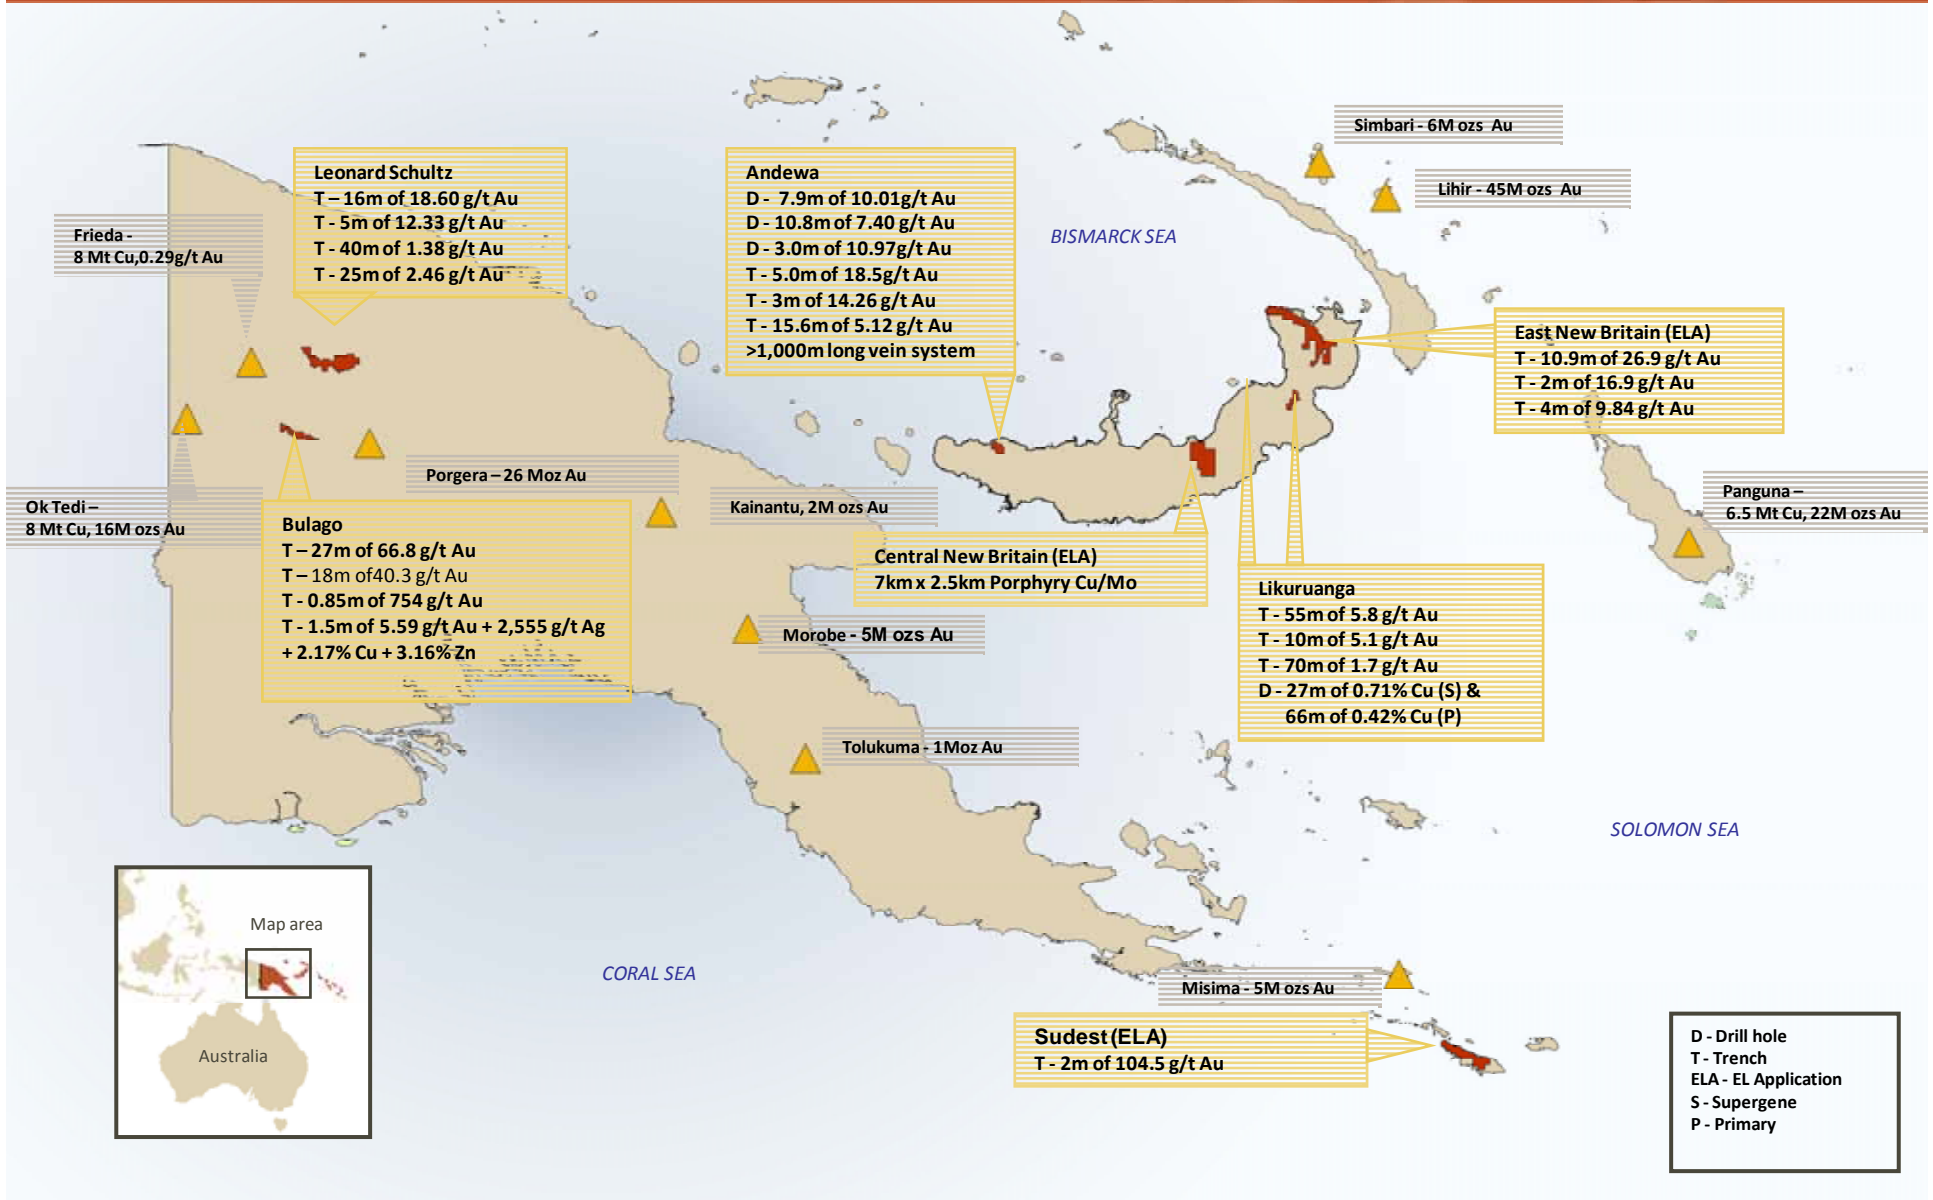 Simbari - 6M ozs Au
Lihir - 45M ozs Au
Leonard Schultz
T – 16m of 18.60 g/t Au
T - 5m of 12.33 g/t Au
T - 40m of 1.38 g/t Au
T - 25m of 2.46 g/t Au
Andewa
D - 7.9m of 10.01g/t Au
D - 10.8m of 7.40 g/t Au
D - 3.0m of 10.97g/t Au
T - 5.0m of 18.5g/t Au
T - 3m of 14.26 g/t Au
T - 15.6m of 5.12 g/t Au
>1,000m long vein system
Frieda -
8 Mt Cu,0.29g/t Au
BISMARCK SEA
East New Britain (ELA)
T - 10.9m of 26.9 g/t Au
T - 2m of 16.9 g/t Au
T - 4m of 9.84 g/t Au
Porgera – 26 Moz Au
Kainantu, 2M ozs Au
Ok Tedi –
8 Mt Cu, 16M ozs Au
Panguna –
6.5 Mt Cu, 22M ozs Au
Bulago
T – 27m of 66.8 g/t Au
T – 18m of40.3 g/t Au
T - 0.85m of 754 g/t Au
T - 1.5m of 5.59 g/t Au + 2,555 g/t Ag
+ 2.17% Cu + 3.16% Zn
Central New Britain (ELA)
7km x 2.5km Porphyry Cu/Mo
Likuruanga
T - 55m of 5.8 g/t Au
T - 10m of 5.1 g/t Au
T - 70m of 1.7 g/t Au
D - 27m of 0.71% Cu (S) &
66m of 0.42% Cu (P)
Morobe - 5M ozs Au
Tolukuma - 1Moz Au
SOLOMON SEA
Map area
Australia
CORAL SEA
Misima - 5M ozs Au
Sudest (ELA)
T - 2m of 104.5 g/t Au
D - Drill hole
T - Trench
ELA - EL Application
S - Supergene
P - Primary